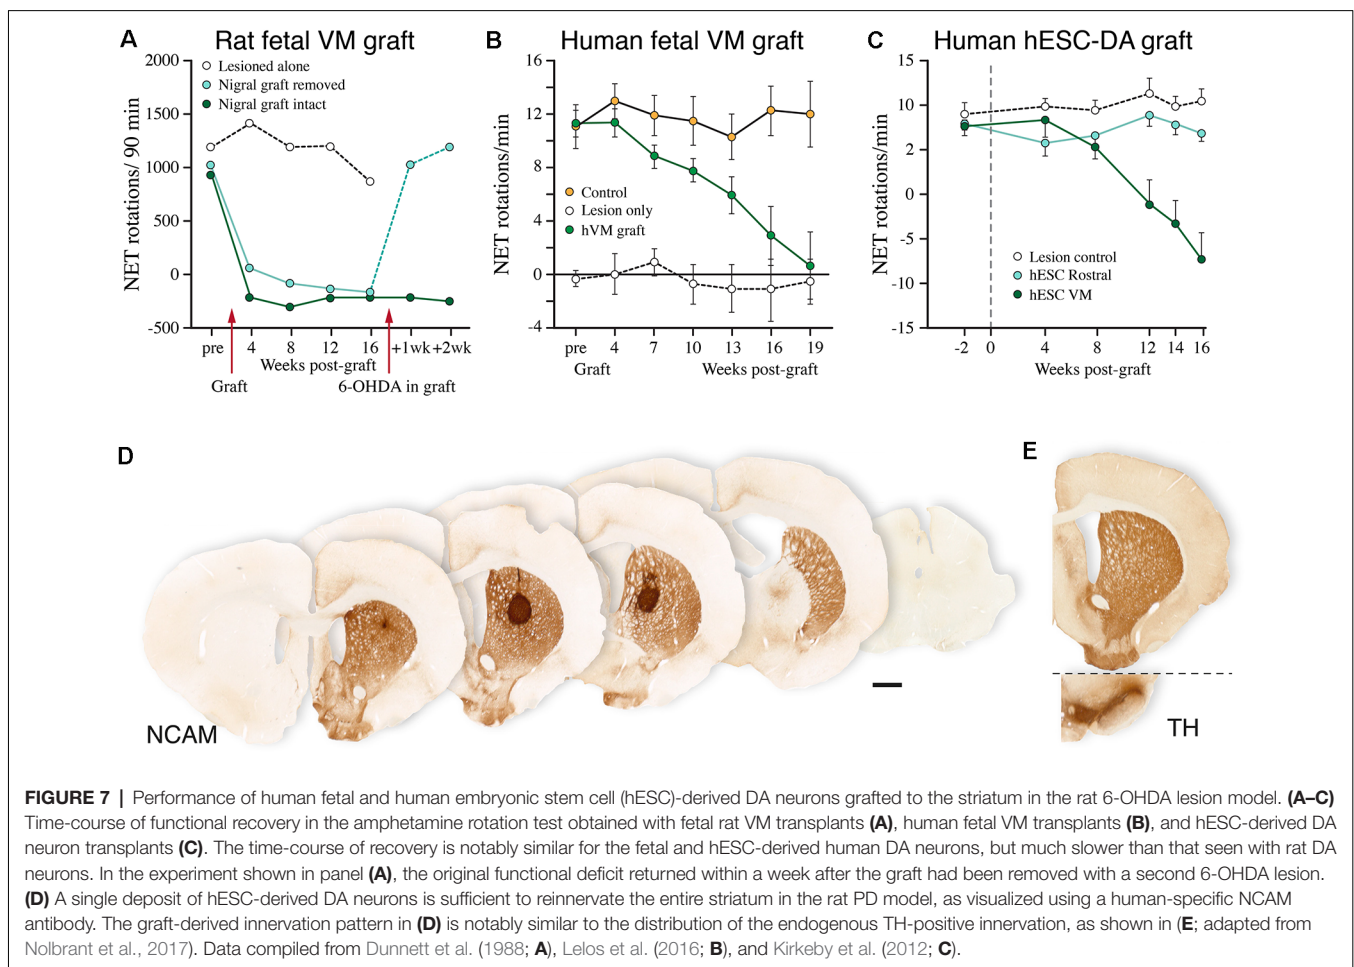 A
Rat fetal VM graft
NET rotations/ 90 min
2000
1500
1000
500
0
-500
Lesioned alone
Nigral graft removed
Nigral graft intact
pre 4 8 12 16 +1wk +2wk
Weeks post-graft
Graft
6-OHDA in graft
B
Human fetal VM graft
NET rotations/min
16
12
8
4
0
-4
Control
Lesion only
hVM graft
pre 4 7 10 13 16 19
Graft
Weeks post-graft
C
Human hESC-DA graft
NET rotations/min
15
10
2
0
-5
-10
-15
Lesion control
hESC Rostral
hESC VM
-2 0 4 8 12 14 16
Weeks post-graft
D
NCAM
E
TH
FIGURE 7 | Performance of human fetal and human embryonic stem cell (hESC)-derived DA neurons grafted to the striatum in the rat 6-OHDA lesion model. (A–C)
Time-course of functional recovery in the amphetamine rotation test obtained with fetal rat VM transplants (A), human fetal VM transplants (B), and hESC-derived DA
neuron transplants (C). The time-course of recovery is notably similar for the fetal and hESC-derived human DA neurons, but much slower than that seen with rat DA
neurons. In the experiment shown in panel (A), the original functional deficit returned within a week after the graft had been removed with a second 6-OHDA lesion.
(D) A single deposit of hESC-derived DA neurons is sufficient to reinnervate the entire striatum in the rat PD model, as visualized using a human-specific NCAM
antibody. The graft-derived innervation pattern in (D) is notably similar to the distribution of the endogenous TH-positive innervation, as shown in (E; adapted from
Nolbrant et al., 2017). Data compiled from Dunnett et al. (1988; A), Lelos et al. (2016; B), and Kirkeby et al. (2012; C).